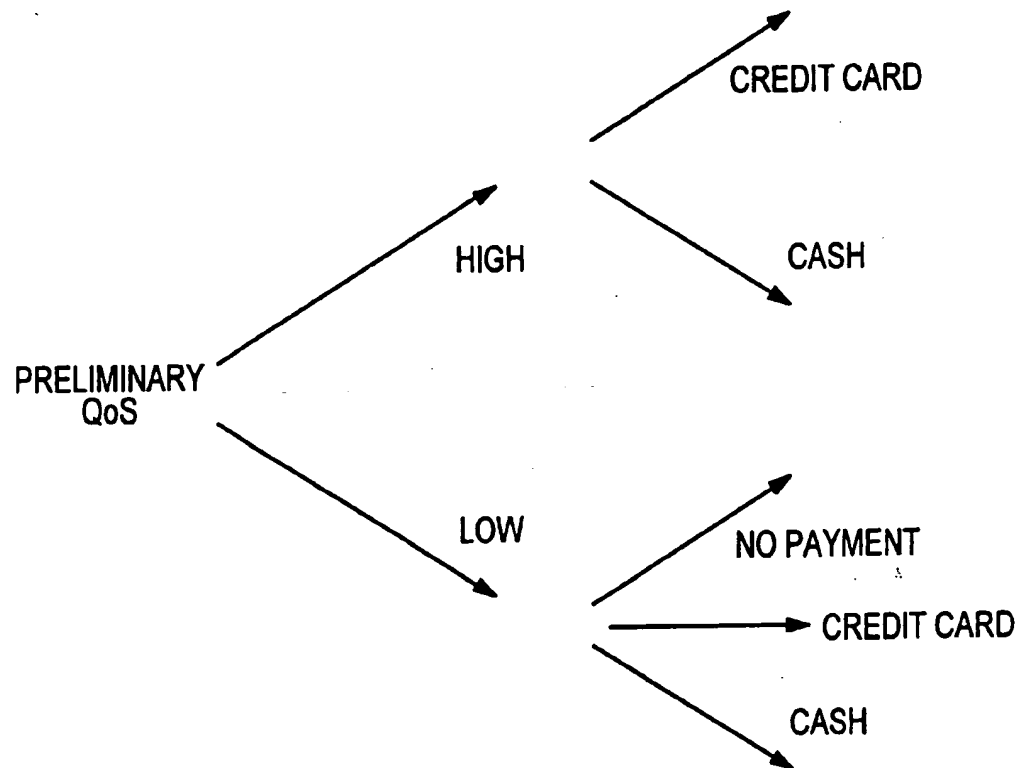 CREDIT CARD
CASH
HIGH
PRELIMINARY
QoS
LOW
NO PAYMENT
CREDIT CARD
CASH